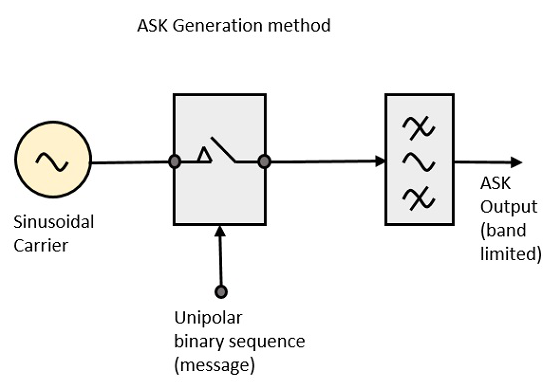 ASK Generation method
Sinusoidal
Carrier
ASK
Output
(band
limited)
Unipolar
binary sequence
(message)